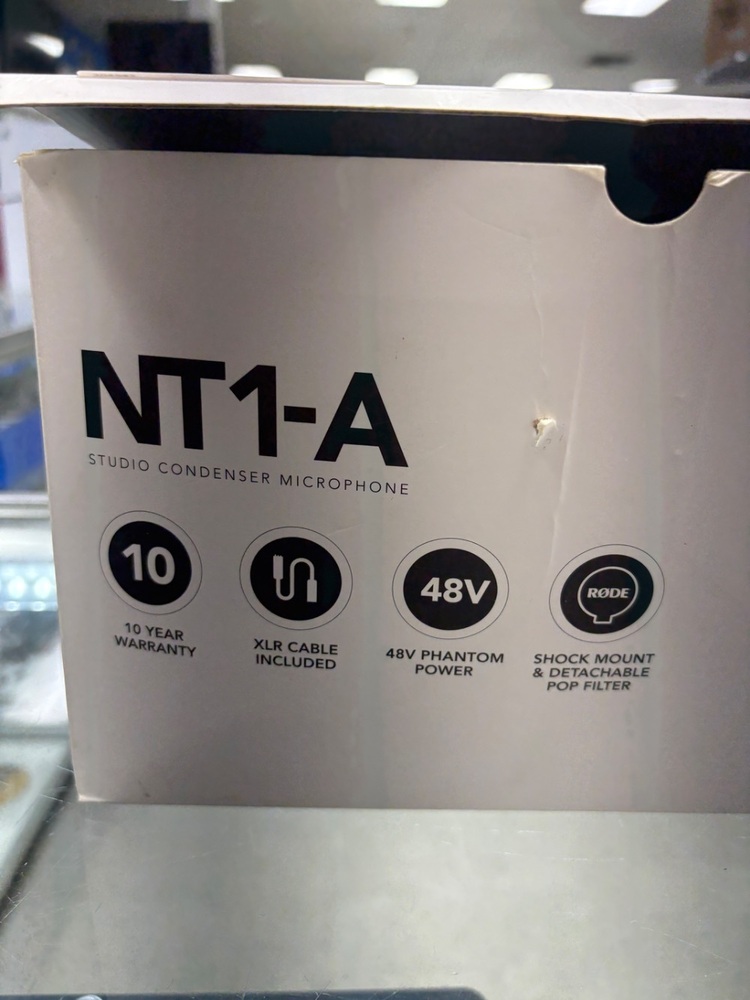 NT1-A
STUDIO CONDENSER MICROPHONE
10
10 YEAR
WARRANTY
XLR CABLE
INCLUDED
48V
48V PHANTOM
POWER
RØDE
SHOCK MOUNT
& DETACHABLE
POP FILTER